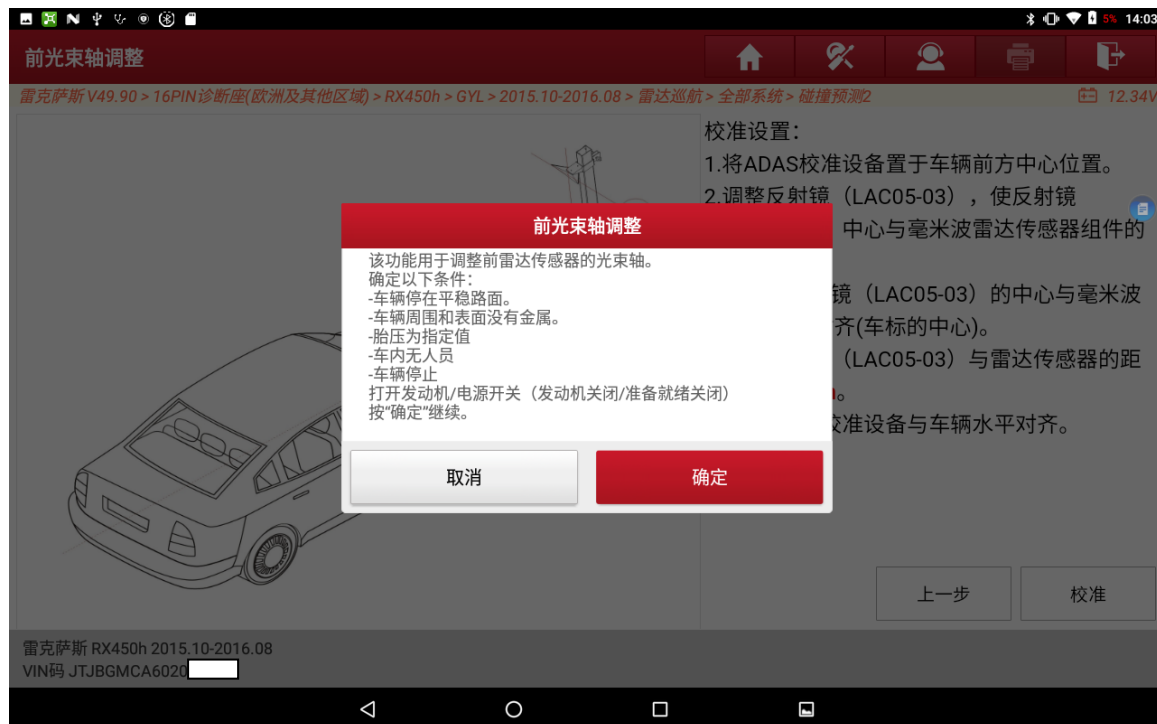 5% 14:03
前光束轴调整
雷克萨斯 V49.90 > 16PIN诊断座(欧洲及其他区域) > RX450h > GYL > 2015.10-2016.08 > 雷达巡航 > 全部系统 > 碰撞预测2
12.34V
校准设置：
1.将ADAS校准设备置于车辆前方中心位置。
2.调整反射镜（LAC05-03），使反射镜
中心与毫米波雷达传感器组件的
镜（LAC05-03）的中心与毫米波
齐(车标的中心)。
（LAC05-03）与雷达传感器的距
。
校准设备与车辆水平对齐。
前光束轴调整
该功能用于调整前雷达传感器的光束轴。
确定以下条件：
-车辆停在平稳路面。
-车辆周围和表面没有金属。
-胎压为指定值
-车内无人员
-车辆停止
打开发动机/电源开关（发动机关闭/准备就绪关闭）
按"确定"继续。
取消
确定
上一步
校准
雷克萨斯 RX450h 2015.10-2016.08
VIN码 JTJBGMCA6020